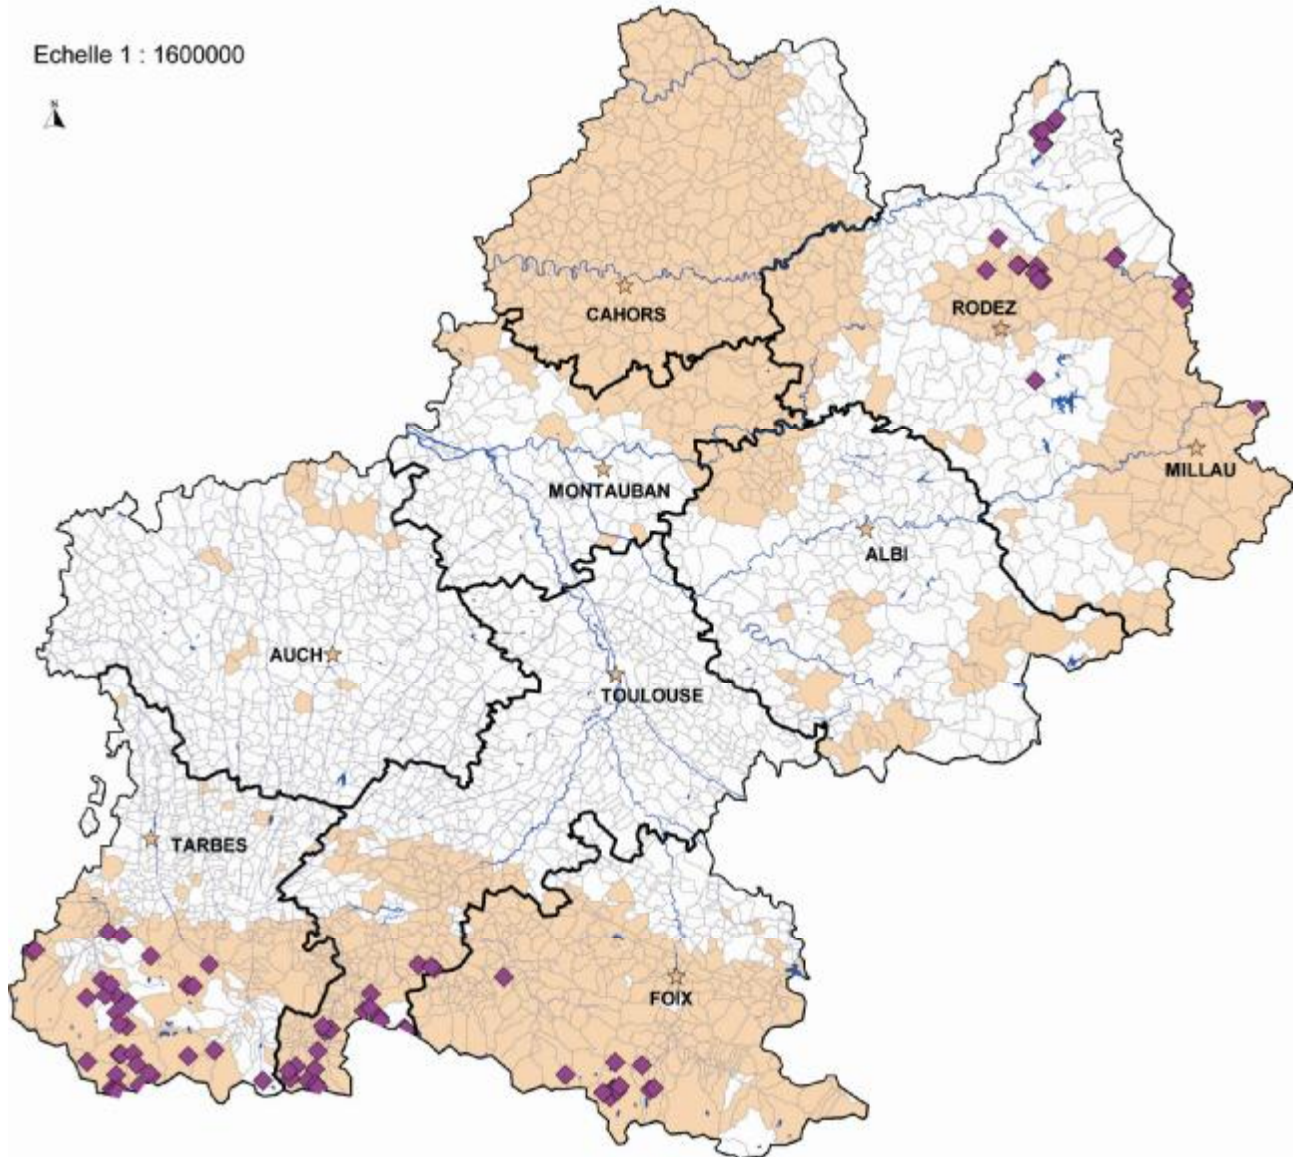 Echelle 1 : 1600000
N
CAHORS
RODEZ
MILLAU
MONTAUBAN
ALBI
AUCH
TOULOUSE
TARBES
FOIX